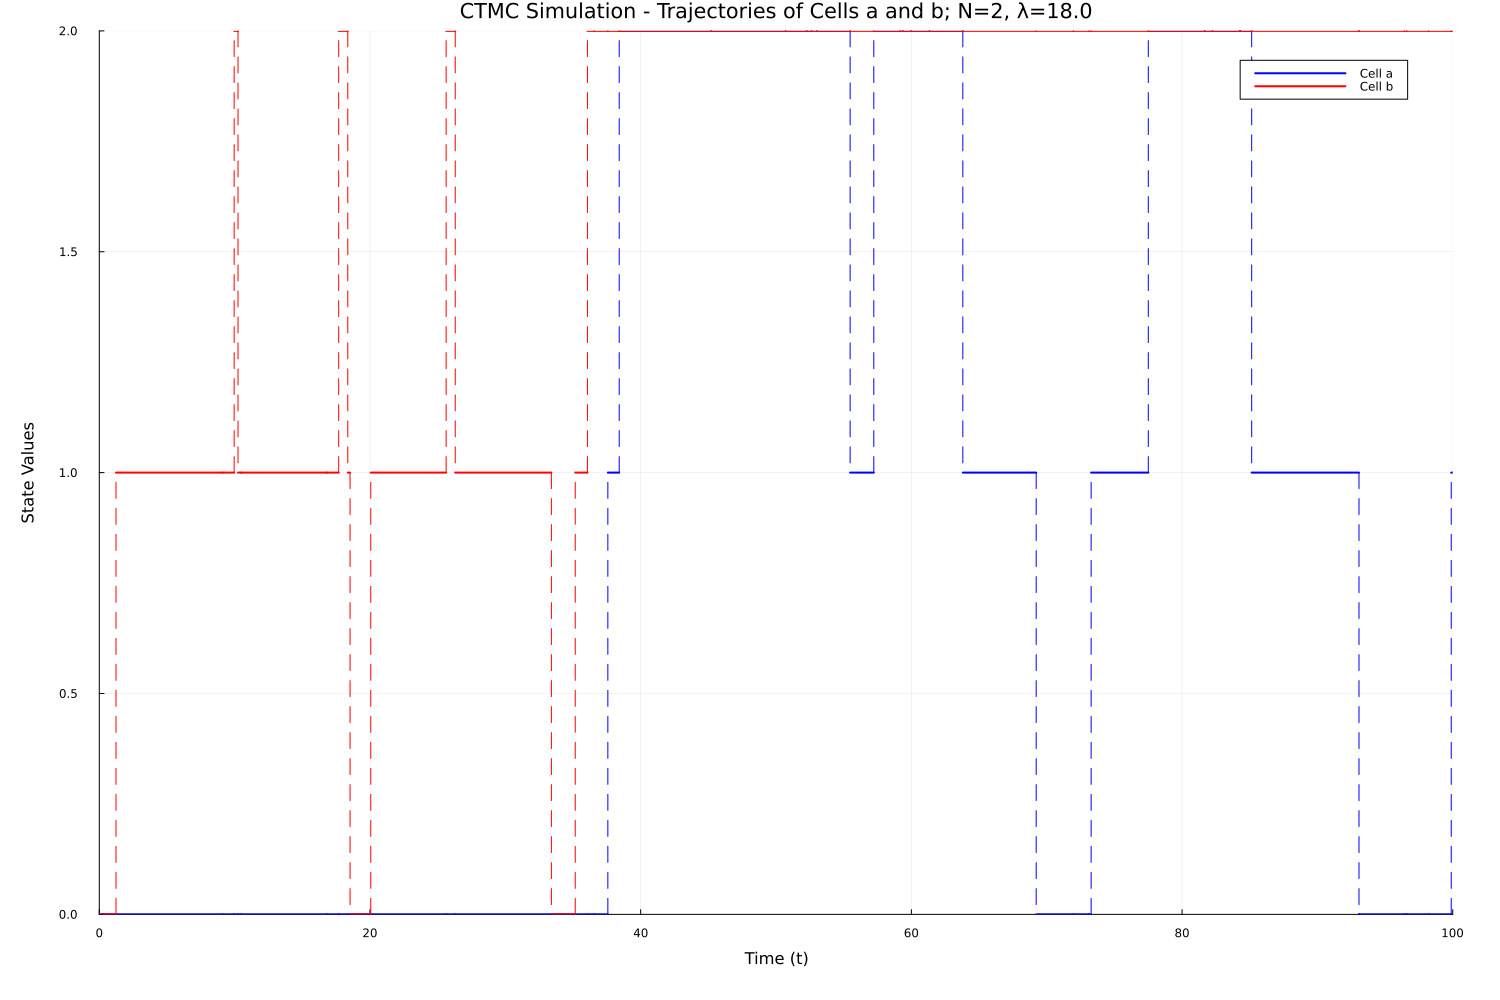 CTMC Simulation - Trajectories of Cells a and b; N=2, λ=18.0
2.0
Cell a
Cell b
1.5
1.0
State Values
0.5
0.0
0 20 40 60 80 100
Time (t)